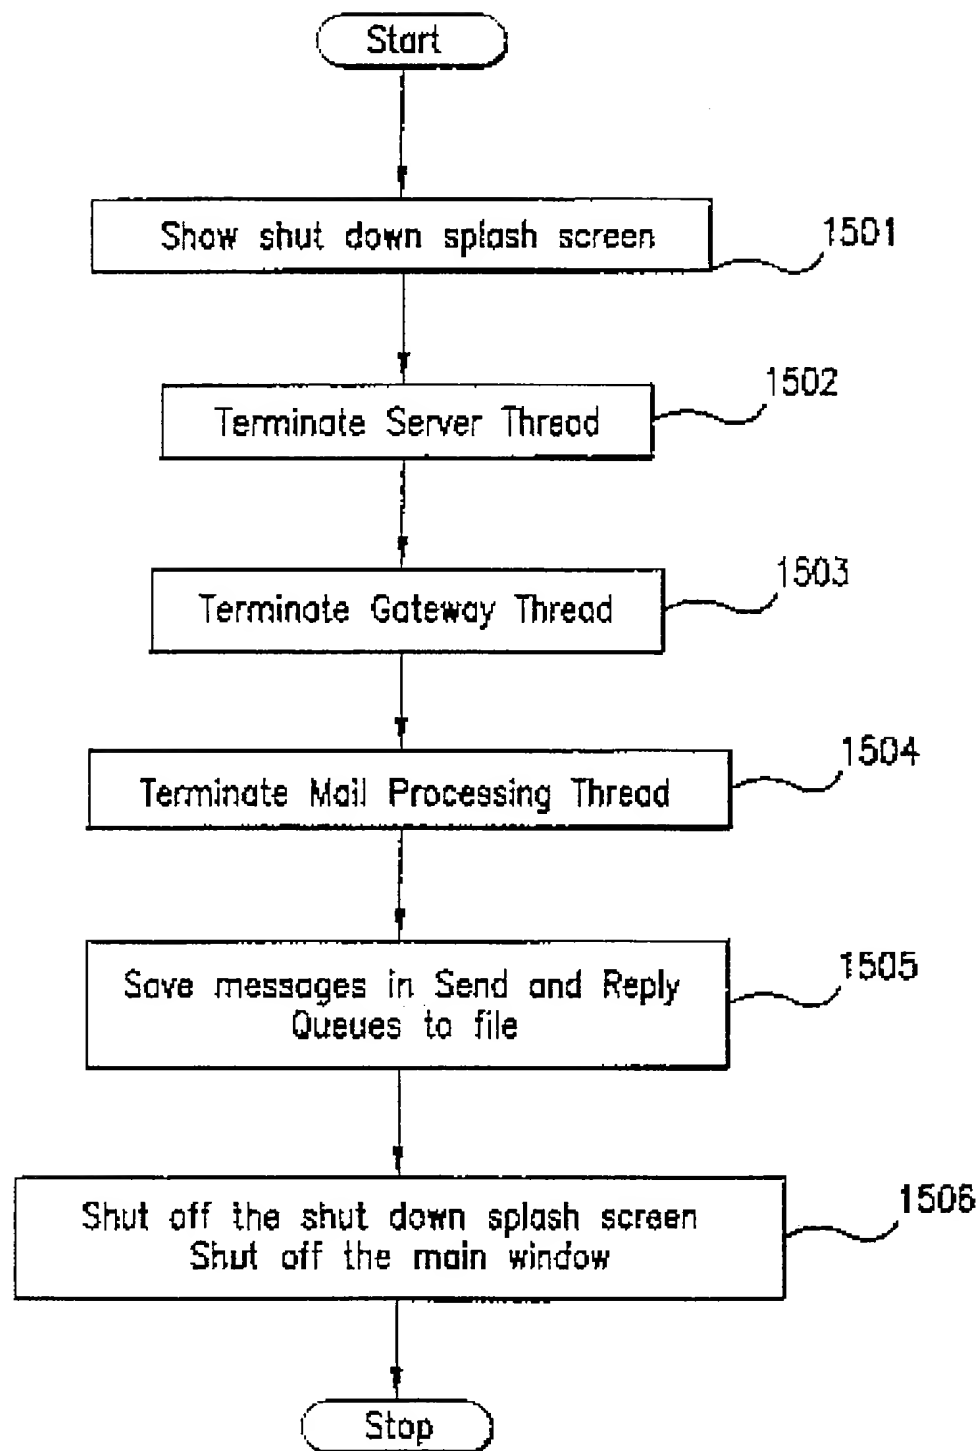 Start
Show shut down splash screen
1501
Terminate Server Thread
1502
Terminate Gateway Thread
1503
Terminate Mail Processing Thread
1504
Save messages in Send and Reply
Queues to file
1505
Shut off the shut down splash screen
Shut off the main window
1506
Stop